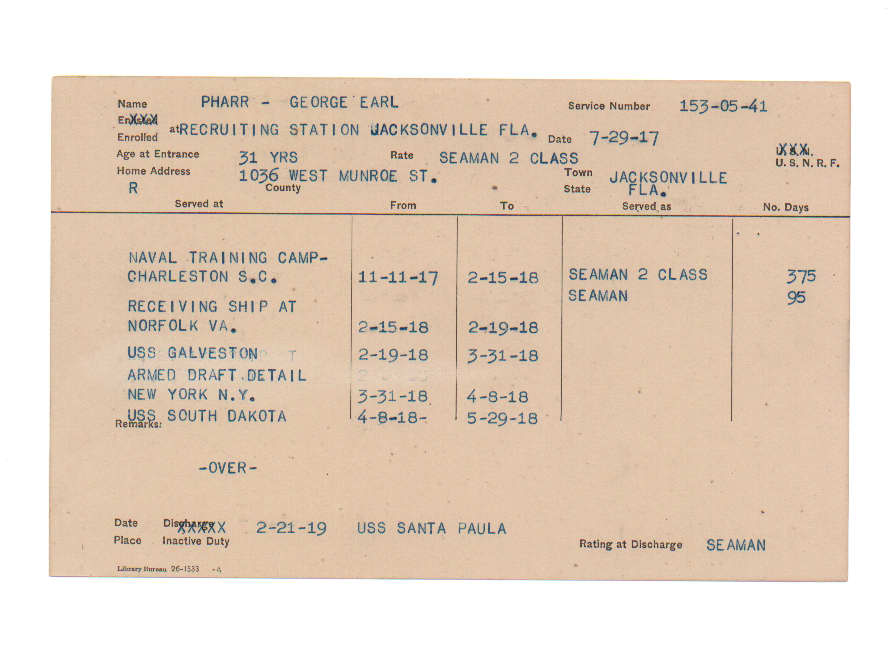 Name PHARR - GEORGE EARL Service Number 153-05-41
Enrolled at RECRUITING STATION JACKSONVILLE FLA. Date 7-29-17
Age at Entrance 31 YRS Rate SEAMAN 2 CLASS U. S. N. R. F.
Home Address 1036 WEST MUNROE ST. Town JACKSONVILLE
R County State FLA.
Served at From To Served as No. Days
NAVAL TRAINING CAMP-
CHARLESTON S.C. 11-11-17 2-15-18 SEAMAN 2 CLASS 375
SEAMAN 95
RECEIVING SHIP AT
NORFOLK VA. 2-15-18 2-19-18
USS GALVESTON 2-19-18 3-31-18
ARMED DRAFT DETAIL
NEW YORK N.Y. 3-31-18 4-8-18
USS SOUTH DAKOTA 4-8-18- 5-29-18
Remarks:
-OVER-
Date Discharge 2-21-19 USS SANTA PAULA
Place Inactive Duty Rating at Discharge SEAMAN
Library Bureau 26-1533